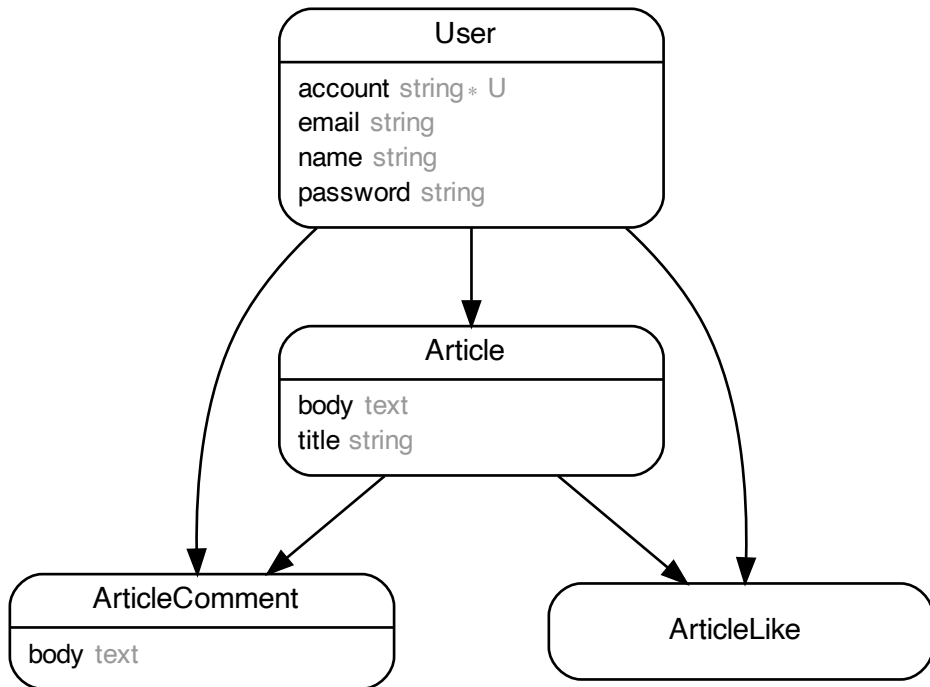 User
account string* U
email string
name string
password string
Article
body text
title string
ArticleComment
body text
ArticleLike